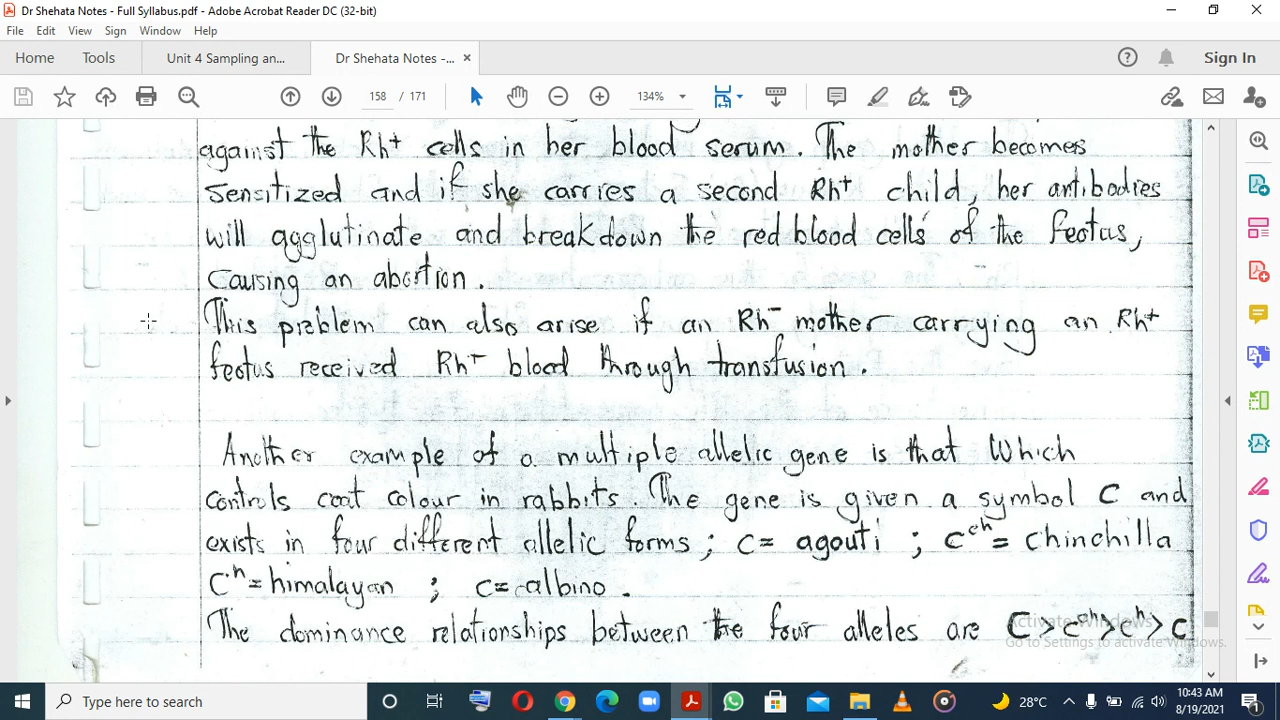 Dr Shehata Notes - Full Syllabus.pdf - Adobe Acrobat Reader DC (32-bit)
File Edit View Sign Window Help
Home Tools Unit 4 Sampling an... Dr Shehata Notes -... × Sign In
158 / 171 134%
against the Rh+ cells in her blood serum. The mother becomes
sensitized and if she carries a second Rh+ child, her antibodies
will agglutinate and breakdown the red blood cells of the feotus,
causing an abortion.
This problem can also arise if an Rh- mother carrying an Rh+
feotus received Rh+ blood through transfusion.
Another example of a multiple allelic gene is that which
controls coat colour in rabbits. The gene is given a symbol C and
exists in four different allelic forms; C= agouti ; C^ch= chinchilla
C^h= himalayan ; c= albino.
The dominance relationships between the four alleles are C>c^ch>c^h>c
Activate Windows
Go to Settings to activate Windows.
Type here to search 28°C 10:43 AM
8/19/2021